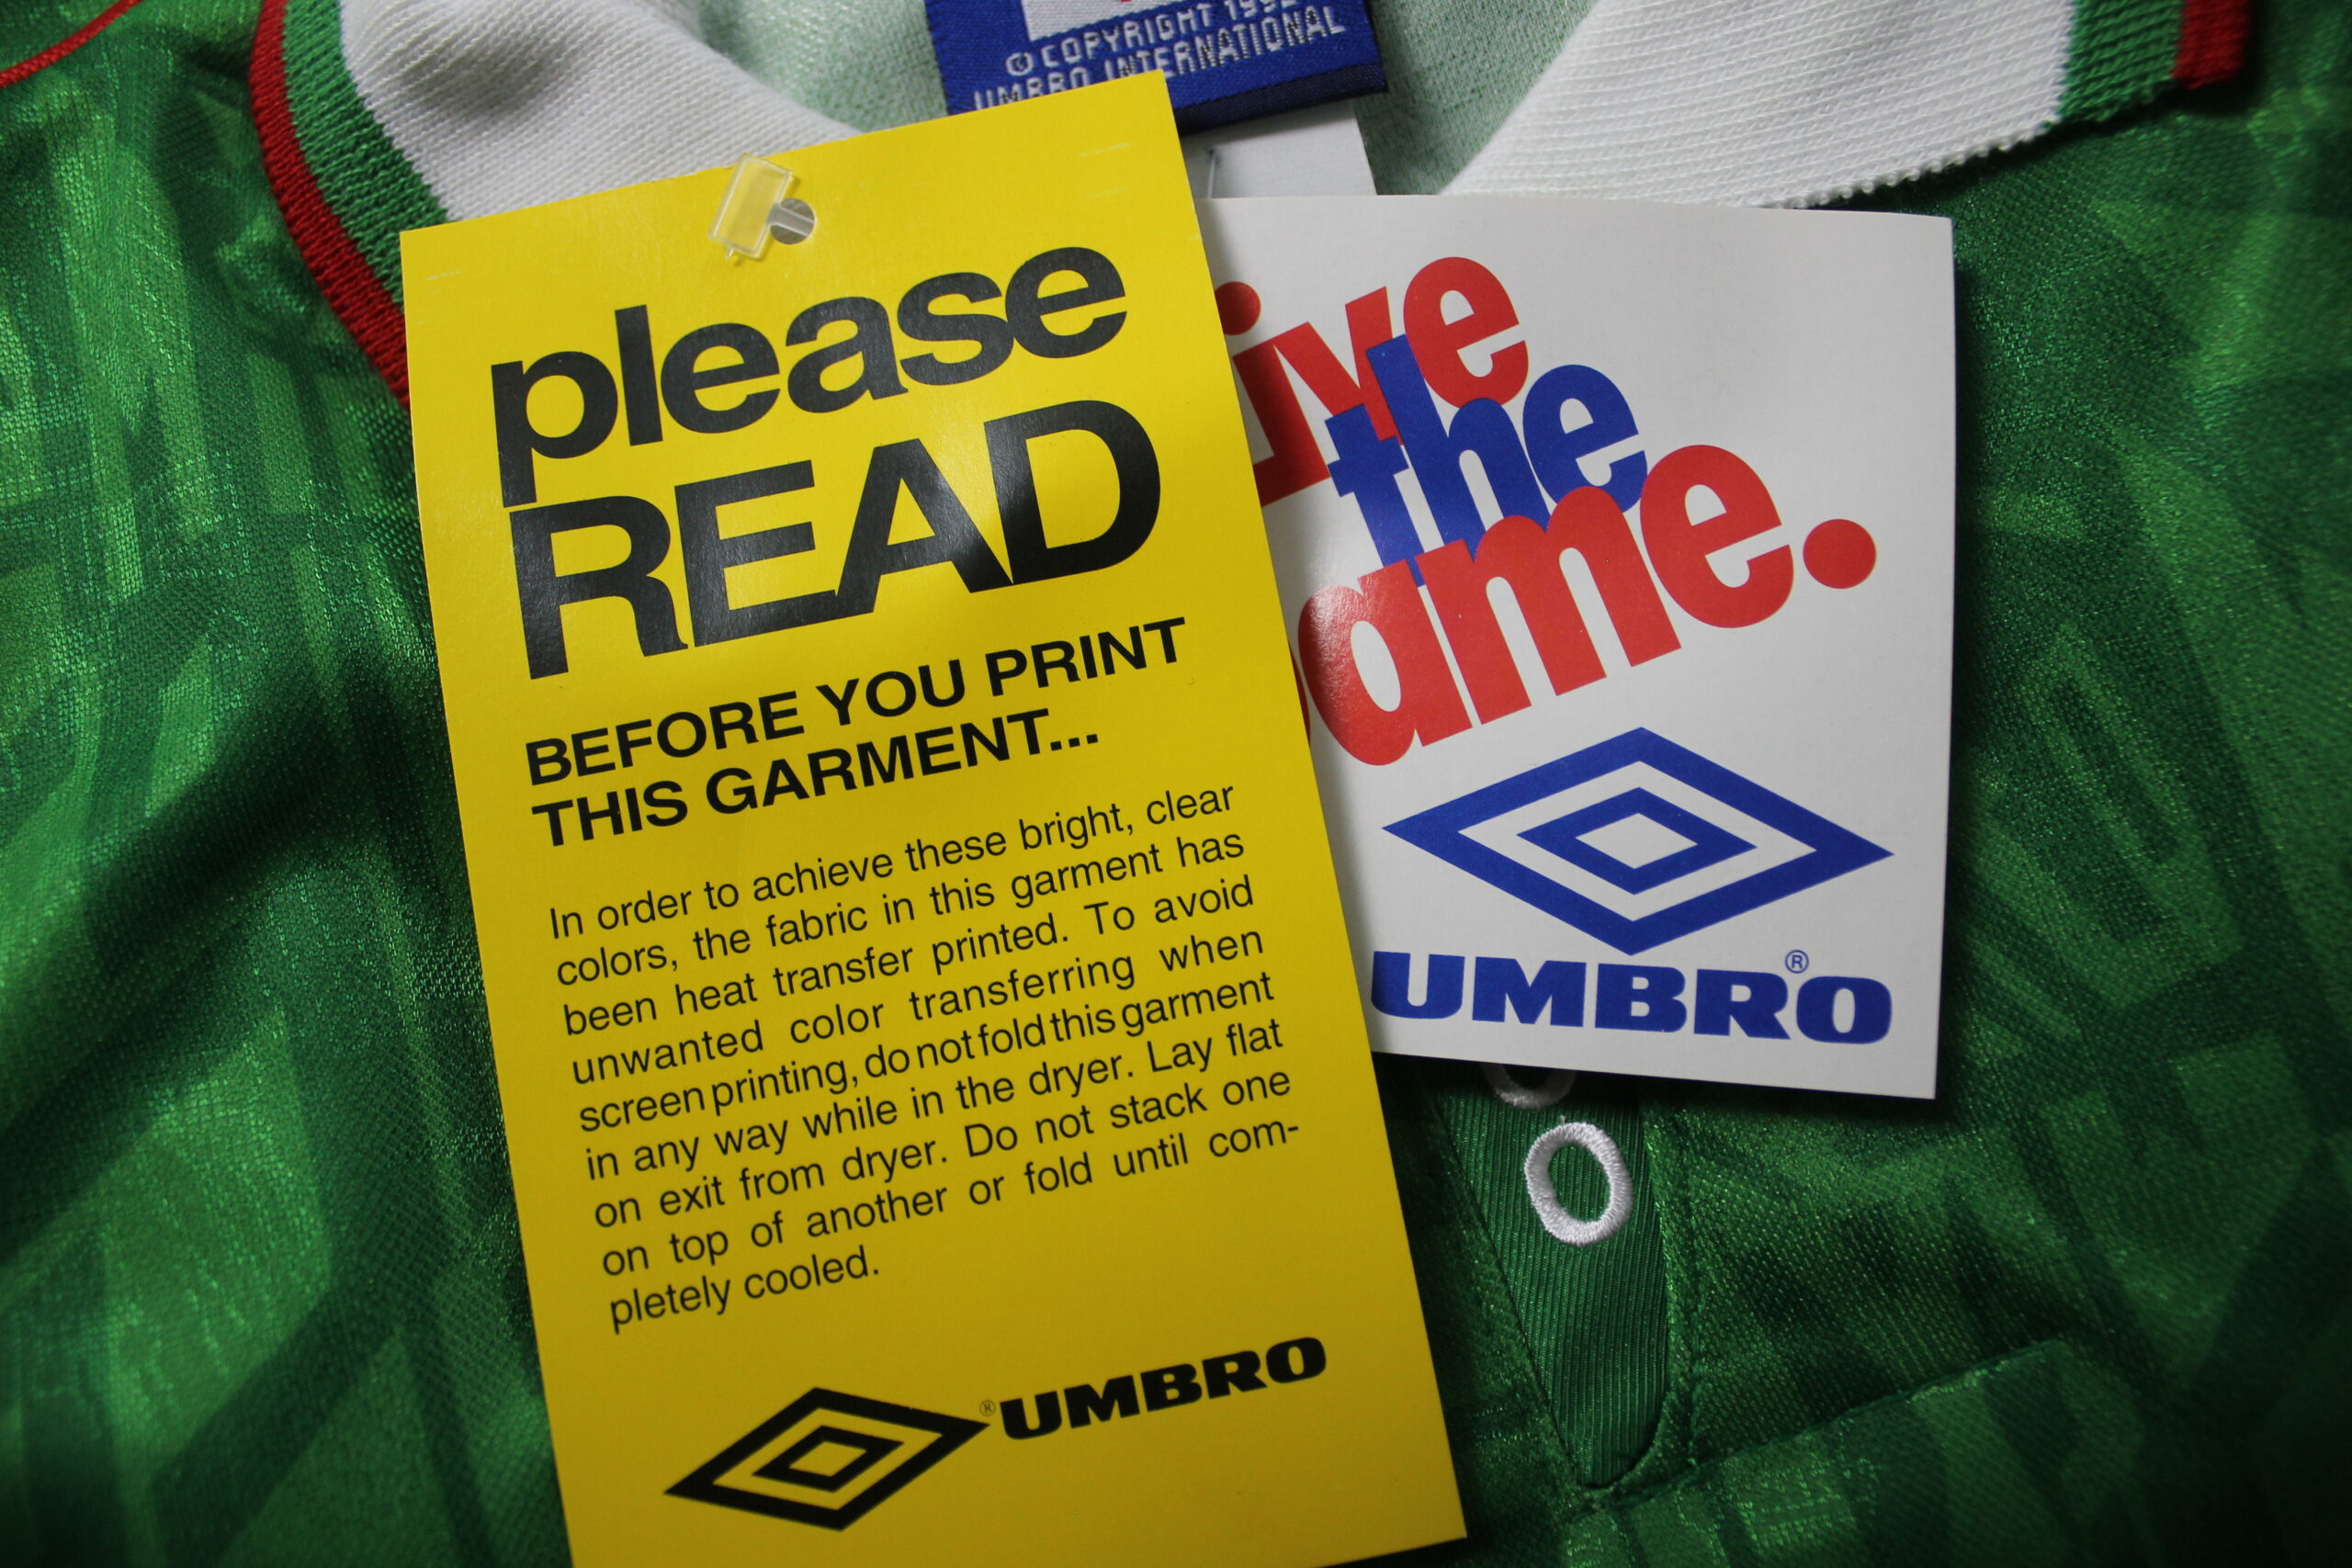 © COPYRIGHT 1992
UMBRO INTERNATIONAL
please
READ
BEFORE YOU PRINT
THIS GARMENT...
In order to achieve these bright, clear
colors, the fabric in this garment has
been heat transfer printed. To avoid
unwanted color transferring when
screen printing, do not fold this garment
in any way while in the dryer. Lay flat
on exit from dryer. Do not stack one
on top of another or fold until com-
pletely cooled.
® UMBRO
ive
the
ame.
UMBRO®